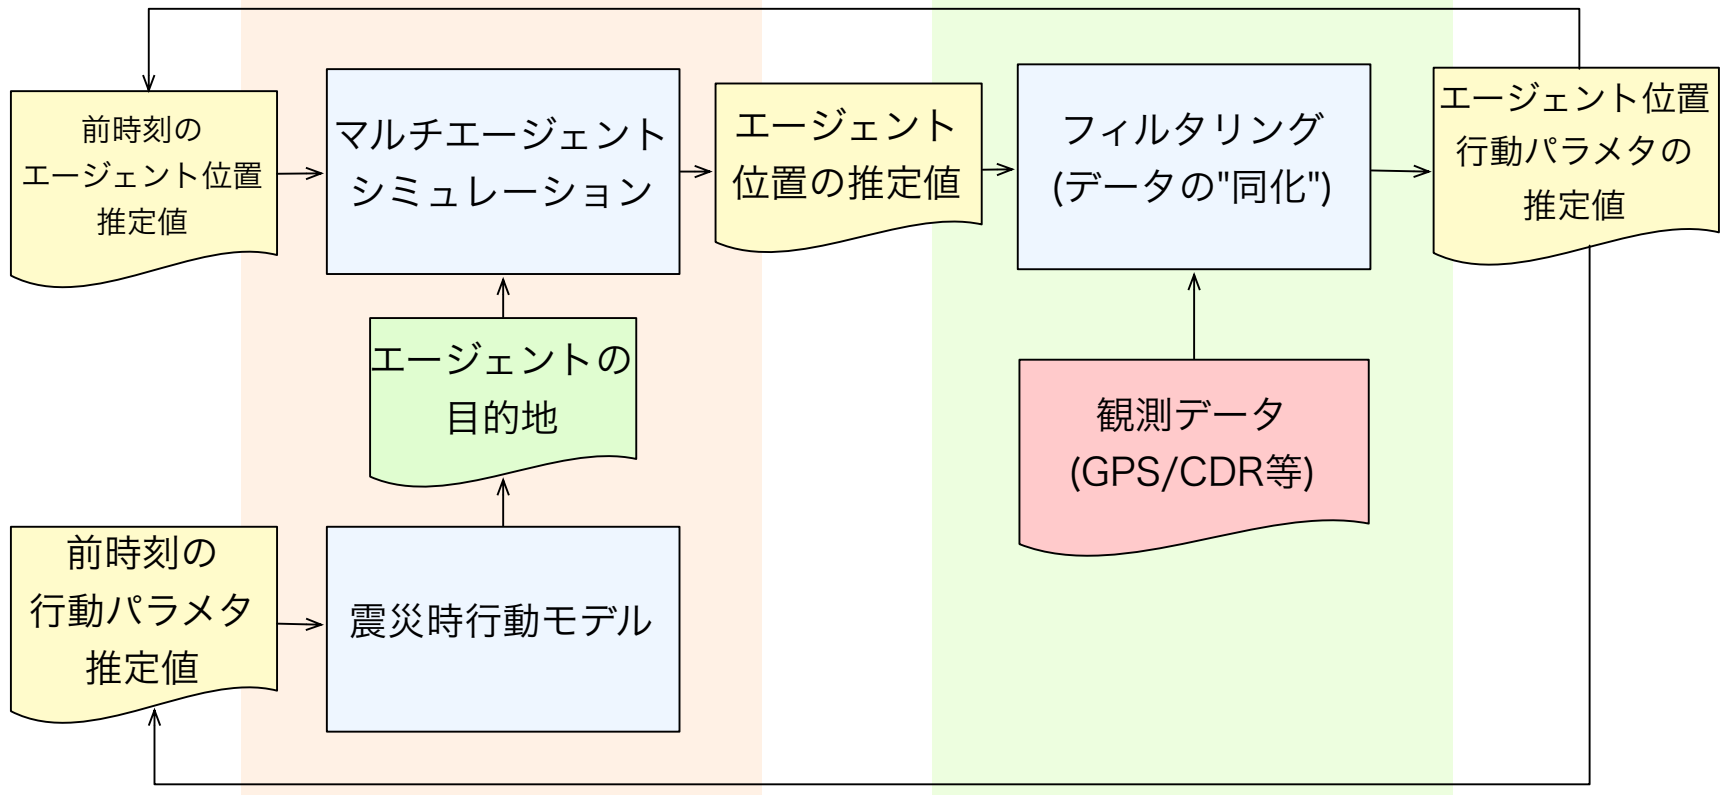 前時刻の
エージェント位置
推定値
マルチエージェント
シミュレーション
エージェント
位置の推定値
フィルタリング
(データの"同化")
エージェント位置
行動パラメタの
推定値
エージェントの
目的地
観測データ
(GPS/CDR等)
前時刻の
行動パラメタ
推定値
震災時行動モデル